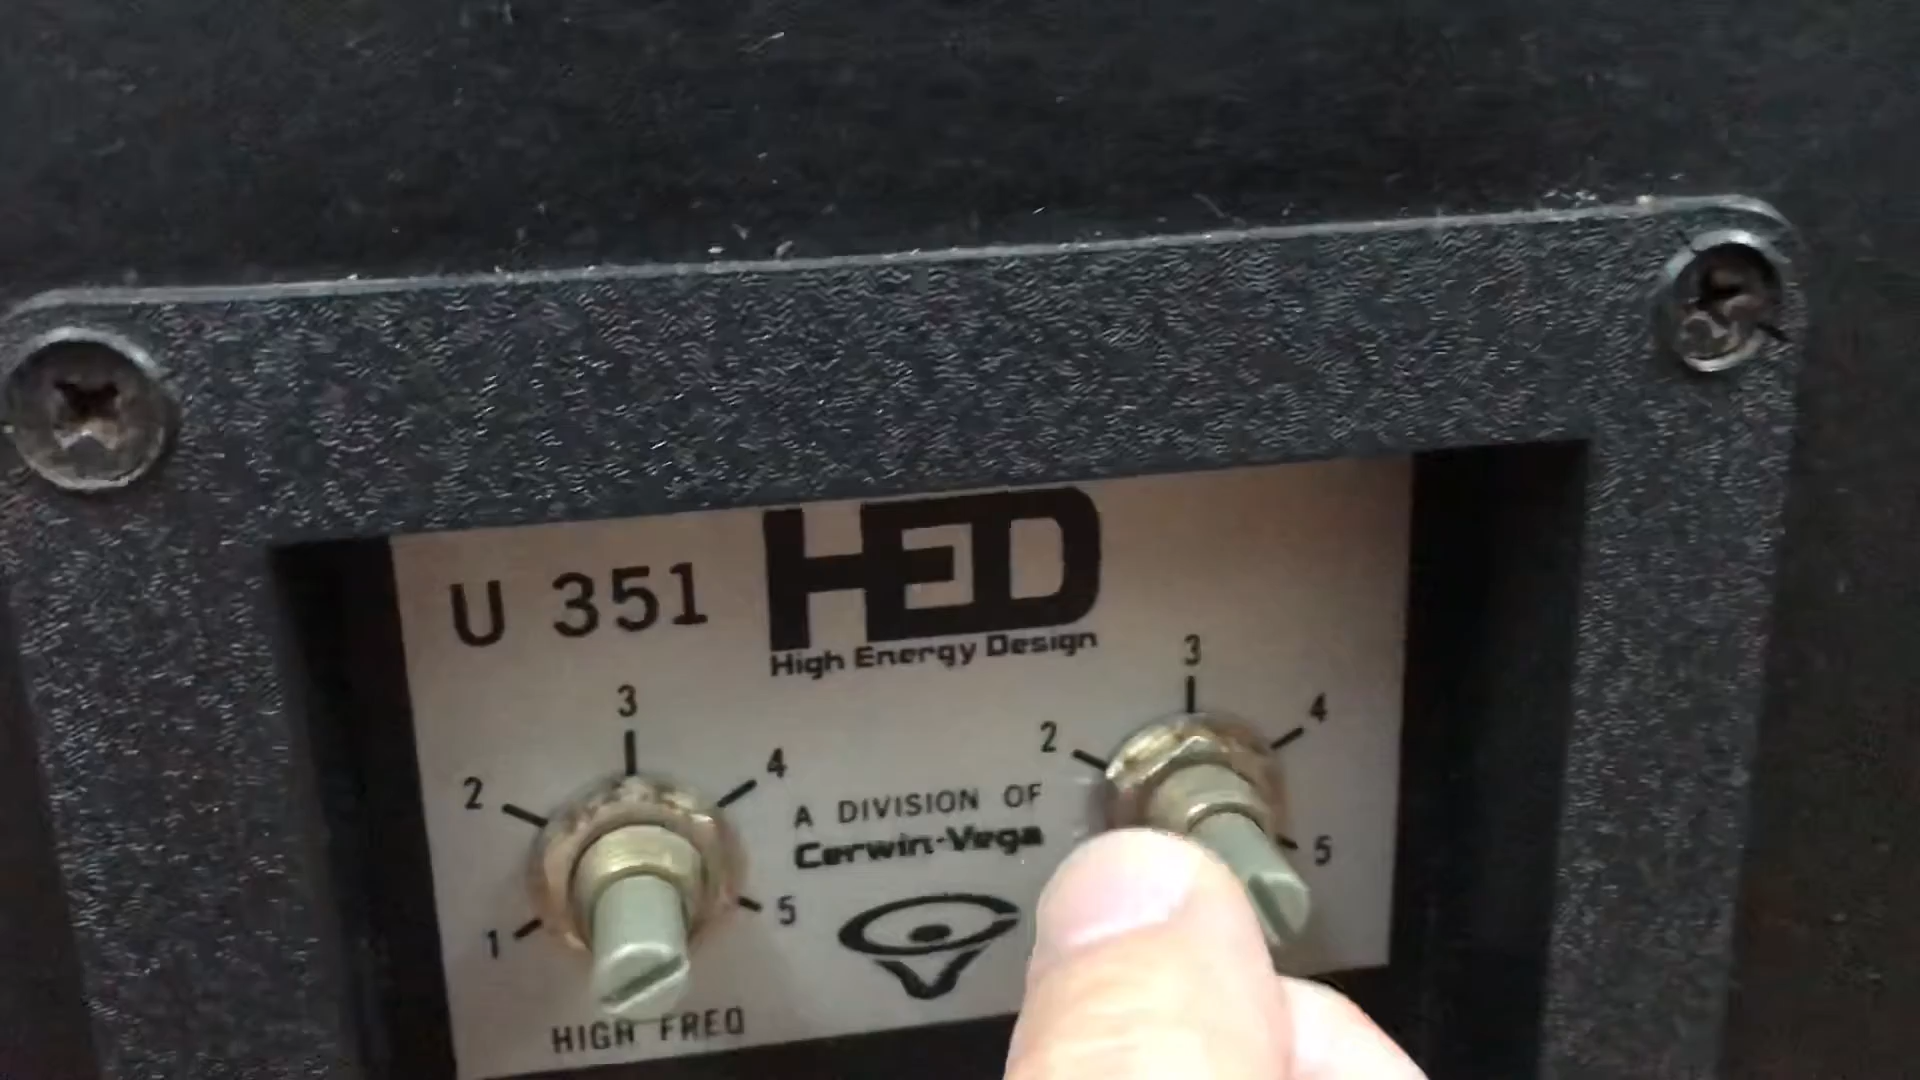 U 351
HED
High Energy Design
3
2
4
1
5
HIGH FREQ
A DIVISION OF
Cerwin-Vega
3
2
4
5